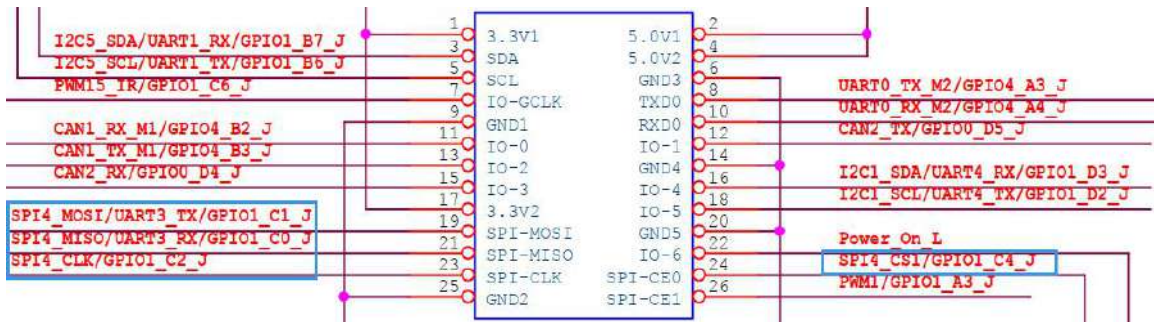 1 2
3.3V1 5.0V1
I2C5_SDA/UART1_RX/GPIO1_B7_J 3 4
SDA 5.0V2
I2C5_SCL/UART1_TX/GPIO1_B6_J 5 6
SCL GND3
PWM15_IR/GPIO1_C6_J 7 8 UART0_TX_M2/GPIO4_A3_J
IO-GCLK TXD0
9 10 UART0_RX_M2/GPIO4_A4_J
GND1 RXD0
CAN1_RX_M1/GPIO4_B2_J 11 12 CAN2_TX/GPIO0_D5_J
IO-0 IO-1
CAN1_TX_M1/GPIO4_B3_J 13 14
IO-2 GND4
CAN2_RX/GPIO0_D4_J 15 16 I2C1_SDA/UART4_RX/GPIO1_D3_J
IO-3 IO-4
17 18 I2C1_SCL/UART4_TX/GPIO1_D2_J
3.3V2 IO-5
SPI4_MOSI/UART3_TX/GPIO1_C1_J 19 20
SPI-MOSI GND5
SPI4_MISO/UART3_RX/GPIO1_C0_J 21 22 Power_On_L
SPI-MISO IO-6
SPI4_CLK/GPIO1_C2_J 23 24 SPI4_CS1/GPIO1_C4_J
SPI-CLK SPI-CE0
25 26 PWM1/GPIO1_A3_J
GND2 SPI-CE1